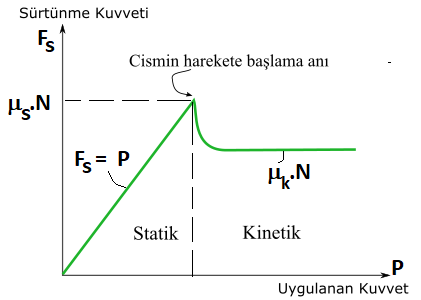 Sürtünme Kuvveti
Fs
Cismin harekete başlama anı
μs.N
Fs = P
μk.N
Statik
Kinetik
P
Uygulanan Kuvvet